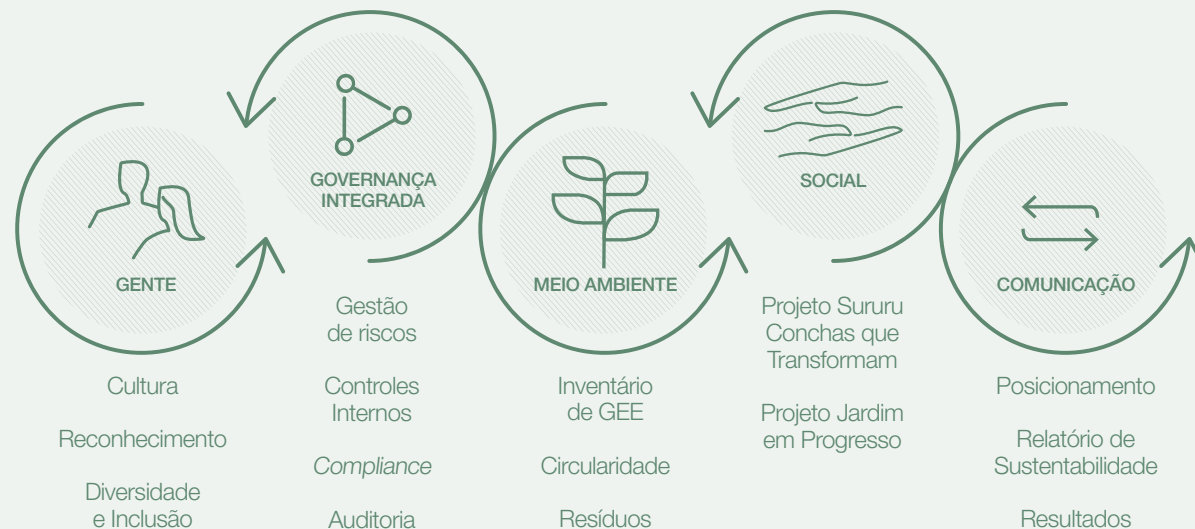 GENTE
Cultura
Reconhecimento
Diversidade
e Inclusão
GOVERNANÇA
INTEGRADA
Gestão
de riscos
Controles
Internos
Compliance
Auditoria
MEIO AMBIENTE
Inventário
de GEE
Circularidade
Resíduos
SOCIAL
Projeto Sururu
Conchas que
Transformam
Projeto Jardim
em Progresso
COMUNICAÇÃO
Posicionamento
Relatório de
Sustentabilidade
Resultados